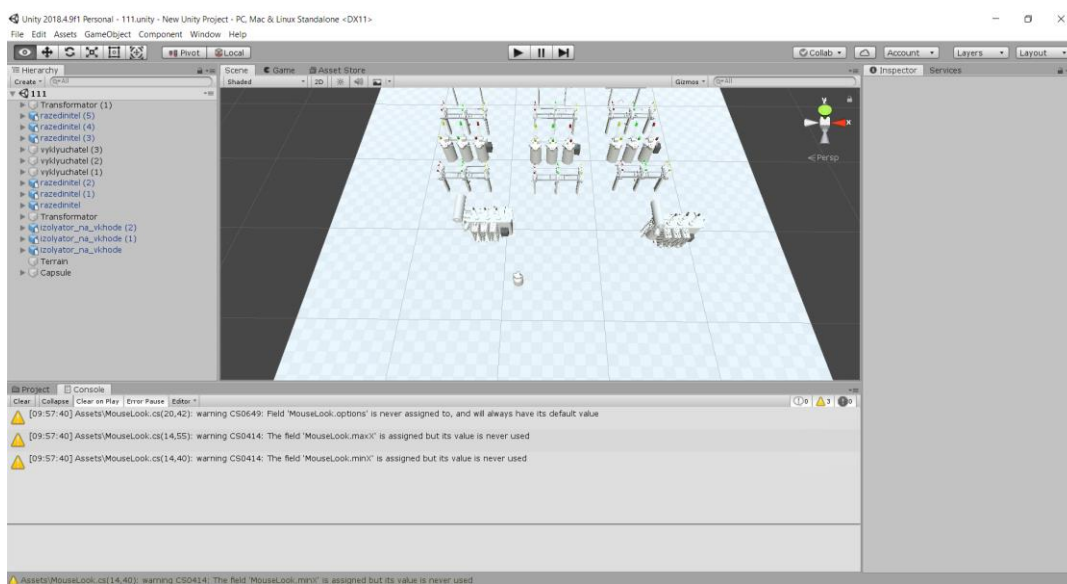 Unity 2018.4.9f1 Personal - 111.unity - New Unity Project - PC, Mac & Linux Standalone <DX11>
File Edit Assets GameObject Component Window Help
Pivot Local Collab Account Layers Layout
Hierarchy Scene Game Asset Store Inspector Services
Create All Shaded 2D Gizmos All
111
Transformator (1)
razedinitel (5)
razedinitel (4)
razedinitel (3)
vyklyuchatel (3)
vyklyuchatel (2)
vyklyuchatel (1)
razedinitel (2)
razedinitel (1)
razedinitel
Transformator
izolyator_na_vkhode (2)
izolyator_na_vkhode (1)
izolyator_na_vkhode
Terrain
Capsule
y
x
Persp
Project Console
Clear Collapse Clear on Play Error Pause Editor 0 3 0
[09:57:40] Assets\MouseLook.cs(20,42): warning CS0649: Field 'MouseLook.options' is never assigned to, and will always have its default value
[09:57:40] Assets\MouseLook.cs(14,55): warning CS0414: The field 'MouseLook.maxX' is assigned but its value is never used
[09:57:40] Assets\MouseLook.cs(14,40): warning CS0414: The field 'MouseLook.minX' is assigned but its value is never used
Assets\MouseLook.cs(14,40): warning CS0414: The field 'MouseLook.minX' is assigned but its value is never used